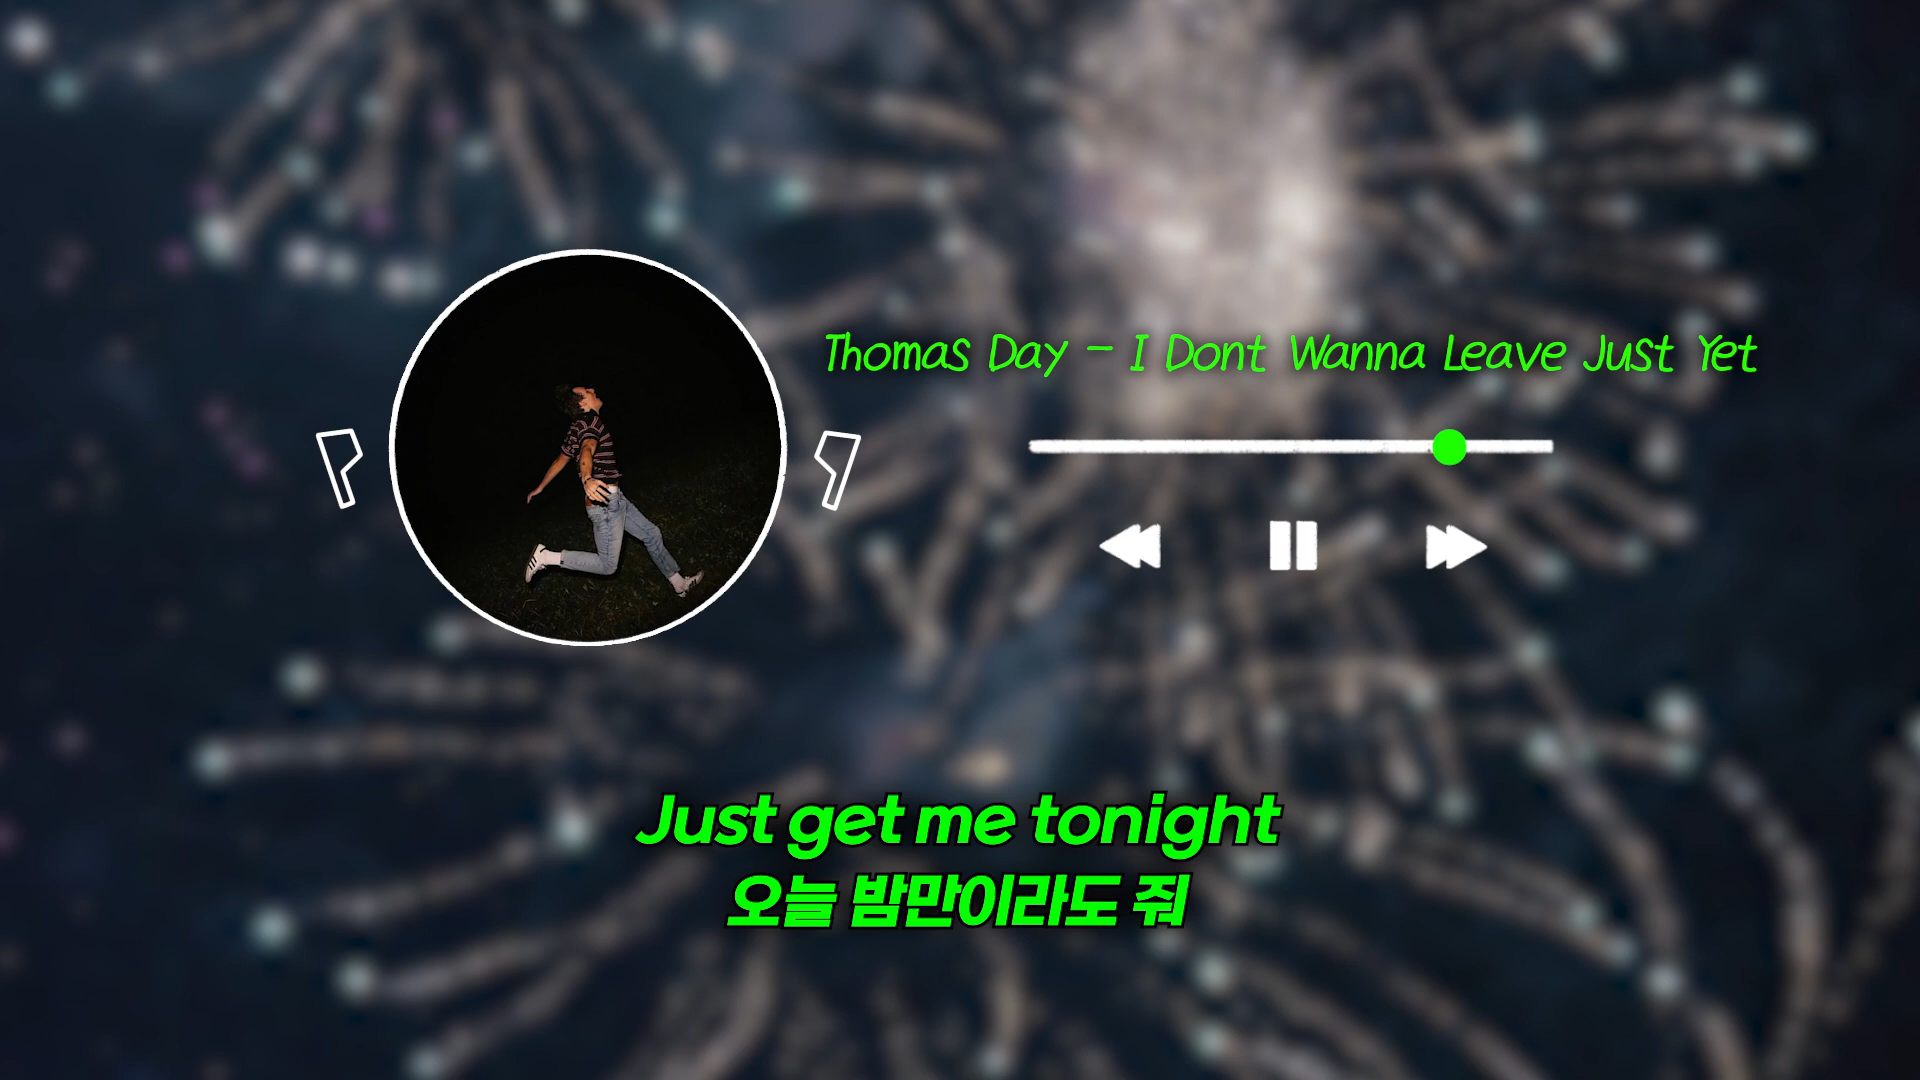 Thomas Day - I Dont Wanna Leave Just Yet
Just get me tonight
오늘 밤만이라도 줘